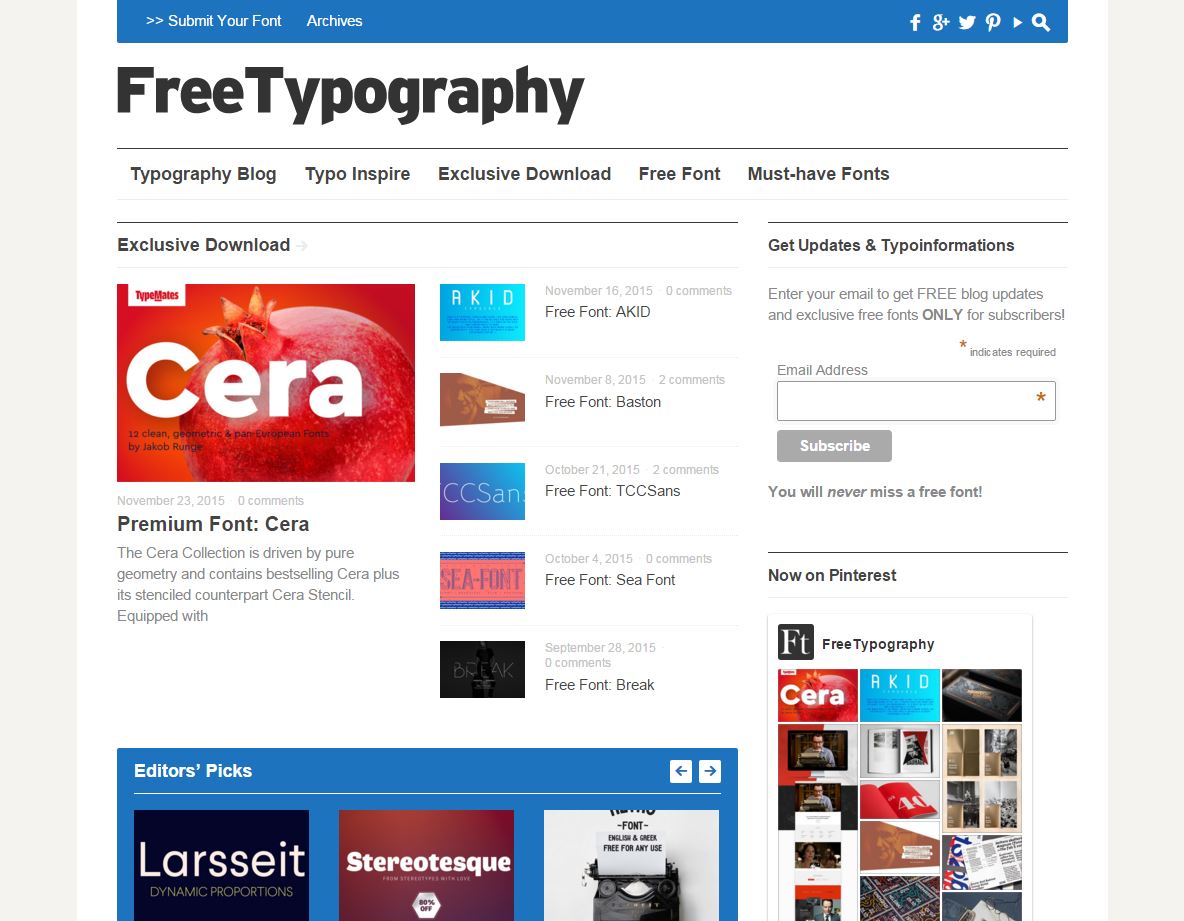 >> Submit Your Font Archives
FreeTypography
Typography Blog Typo Inspire Exclusive Download Free Font Must-have Fonts
Exclusive Download
TypeMates
Cera
12 clean, geometric & pan European Fonts
by Jakob Runge
November 23, 2015 · 0 comments
Premium Font: Cera
The Cera Collection is driven by pure
geometry and contains bestselling Cera plus
its stenciled counterpart Cera Stencil.
Equipped with
AKID
November 16, 2015 · 0 comments
Free Font: AKID
November 8, 2015 · 2 comments
Free Font: Baston
TCCSans
October 21, 2015 · 2 comments
Free Font: TCCSans
SEA-FONT
October 4, 2015 · 0 comments
Free Font: Sea Font
BREAK
September 28, 2015 ·
0 comments
Free Font: Break
Get Updates & Typoinformations
Enter your email to get FREE blog updates
and exclusive free fonts ONLY for subscribers!
* indicates required
Email Address
*
Subscribe
You will never miss a free font!
Now on Pinterest
Ft FreeTypography
Cera
AKID
Editors’ Picks
Larsseit
DYNAMIC PROPORTIONS
Stereotesque
FROM STEREOTYPES WITH LOVE
80%
OFF
~FONT~
ENGLISH & GREEK
FREE FOR ANY USE